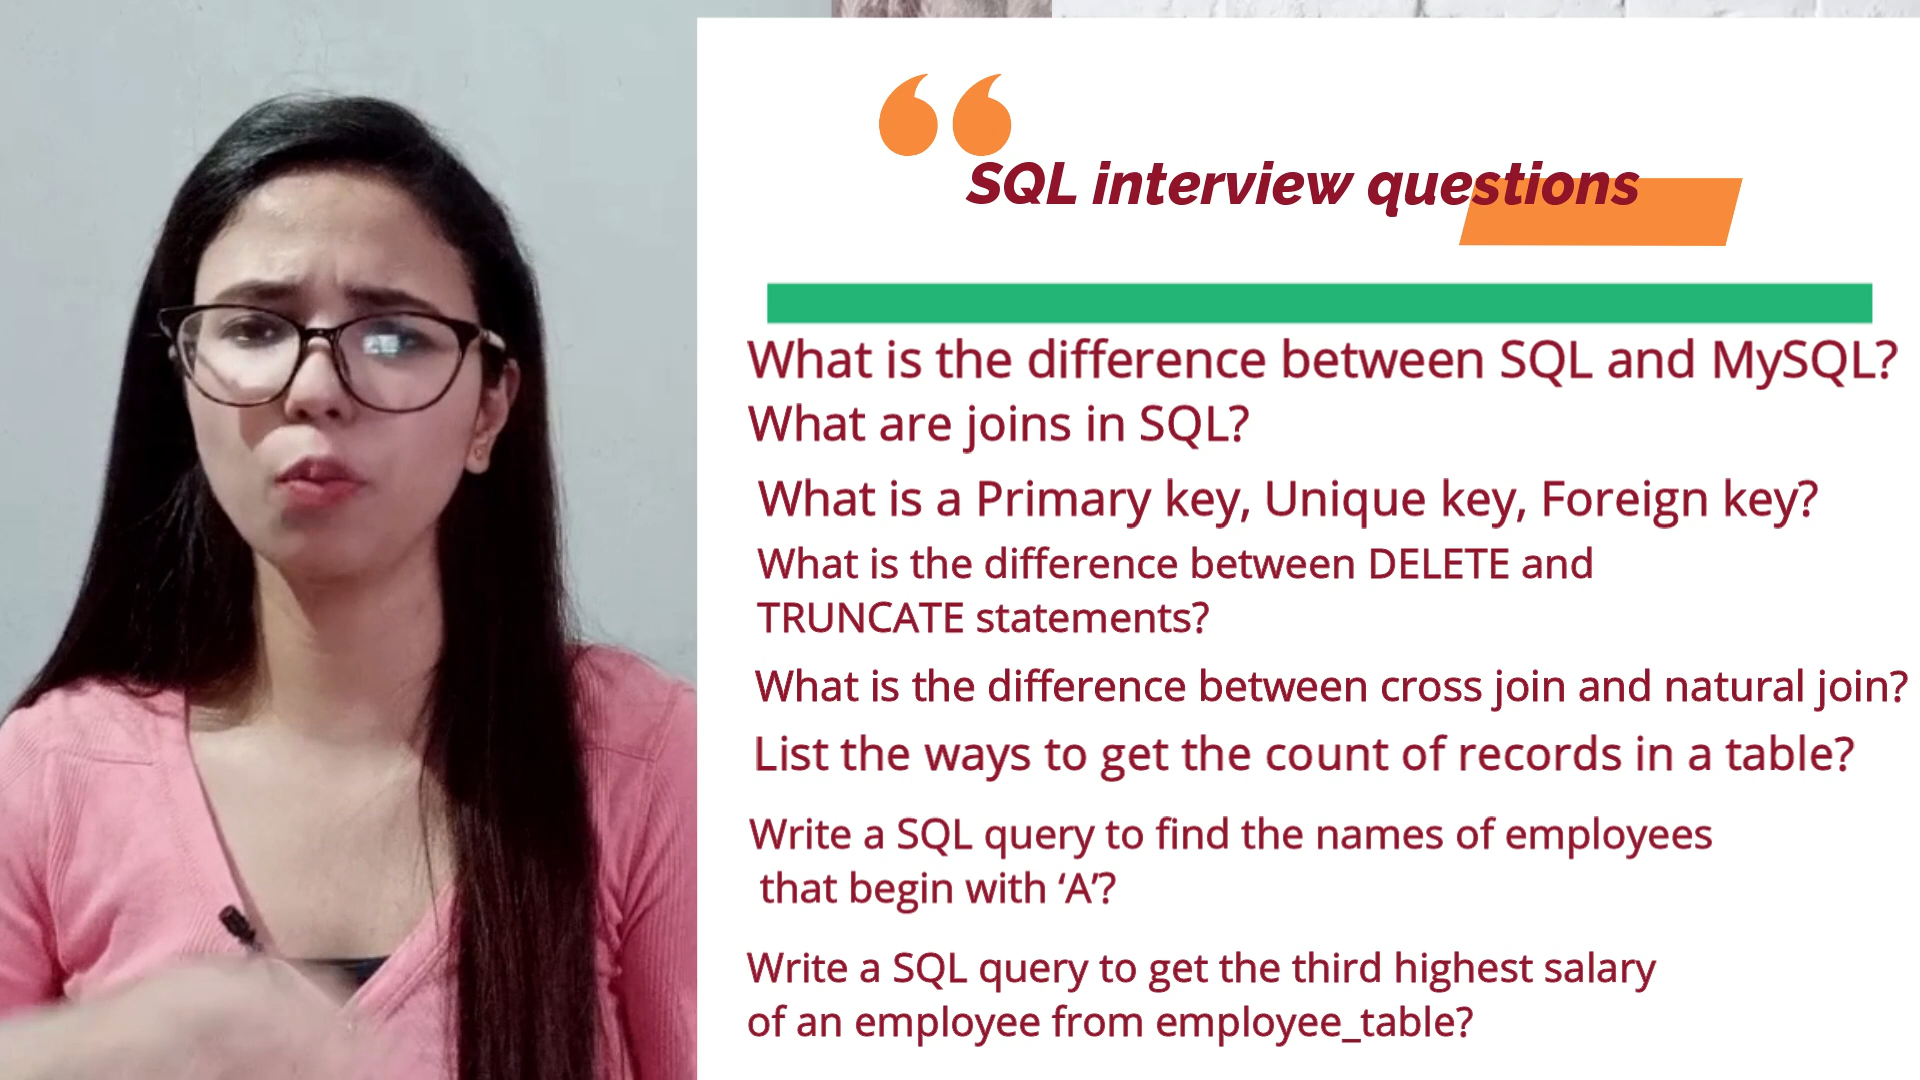 SQL interview questions
What is the difference between SQL and MySQL?
What are joins in SQL?
What is a Primary key, Unique key, Foreign key?
What is the difference between DELETE and
TRUNCATE statements?
What is the difference between cross join and natural join?
List the ways to get the count of records in a table?
Write a SQL query to find the names of employees
that begin with ‘A’?
Write a SQL query to get the third highest salary
of an employee from employee_table?